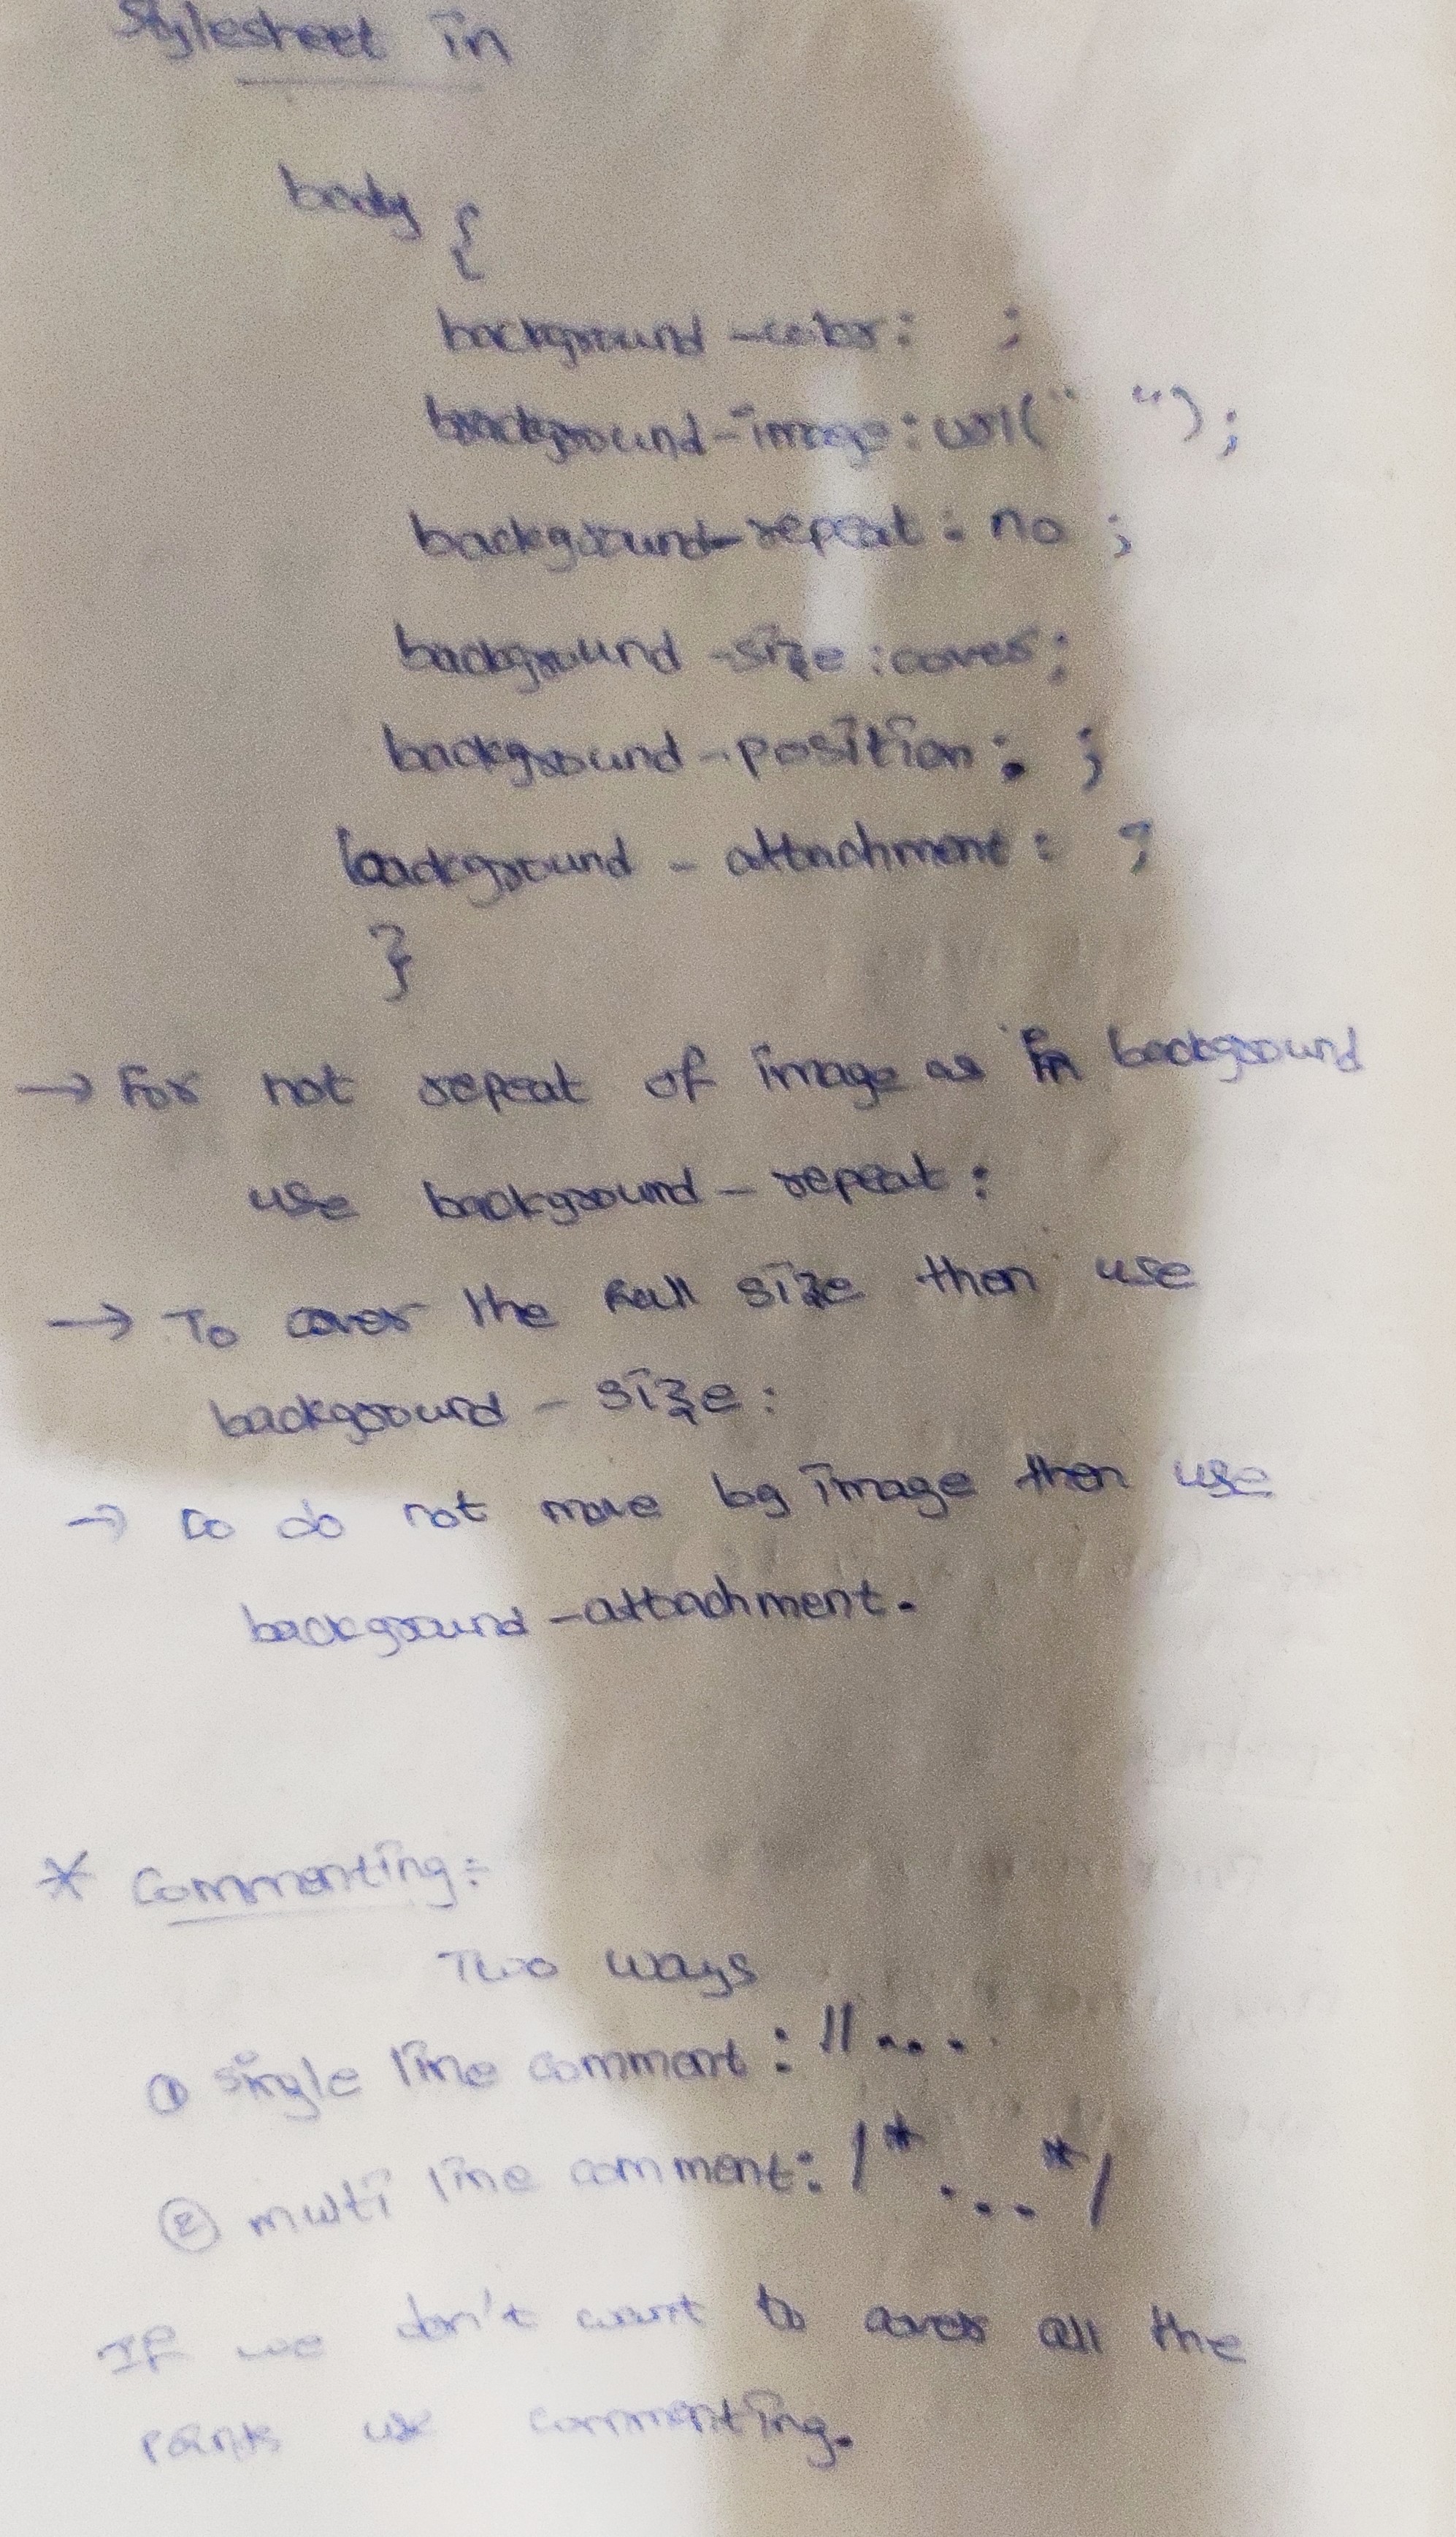 Stylesheet in
body {
background-color: ;
background-image: url(" ");
background-repeat: no ;
background-size: cover;
background-position: ;
background - attachment: ;
}
→ For not repeat of image as in background
use background - repeat:
→ To cover the full size then use
background - size:
→ to do not move bg image then use
background -attachment.
* Commenting:
Two ways
① single line comment: //....
② multi line comment: /* ... */
If we don't want to cover all the
use commenting.